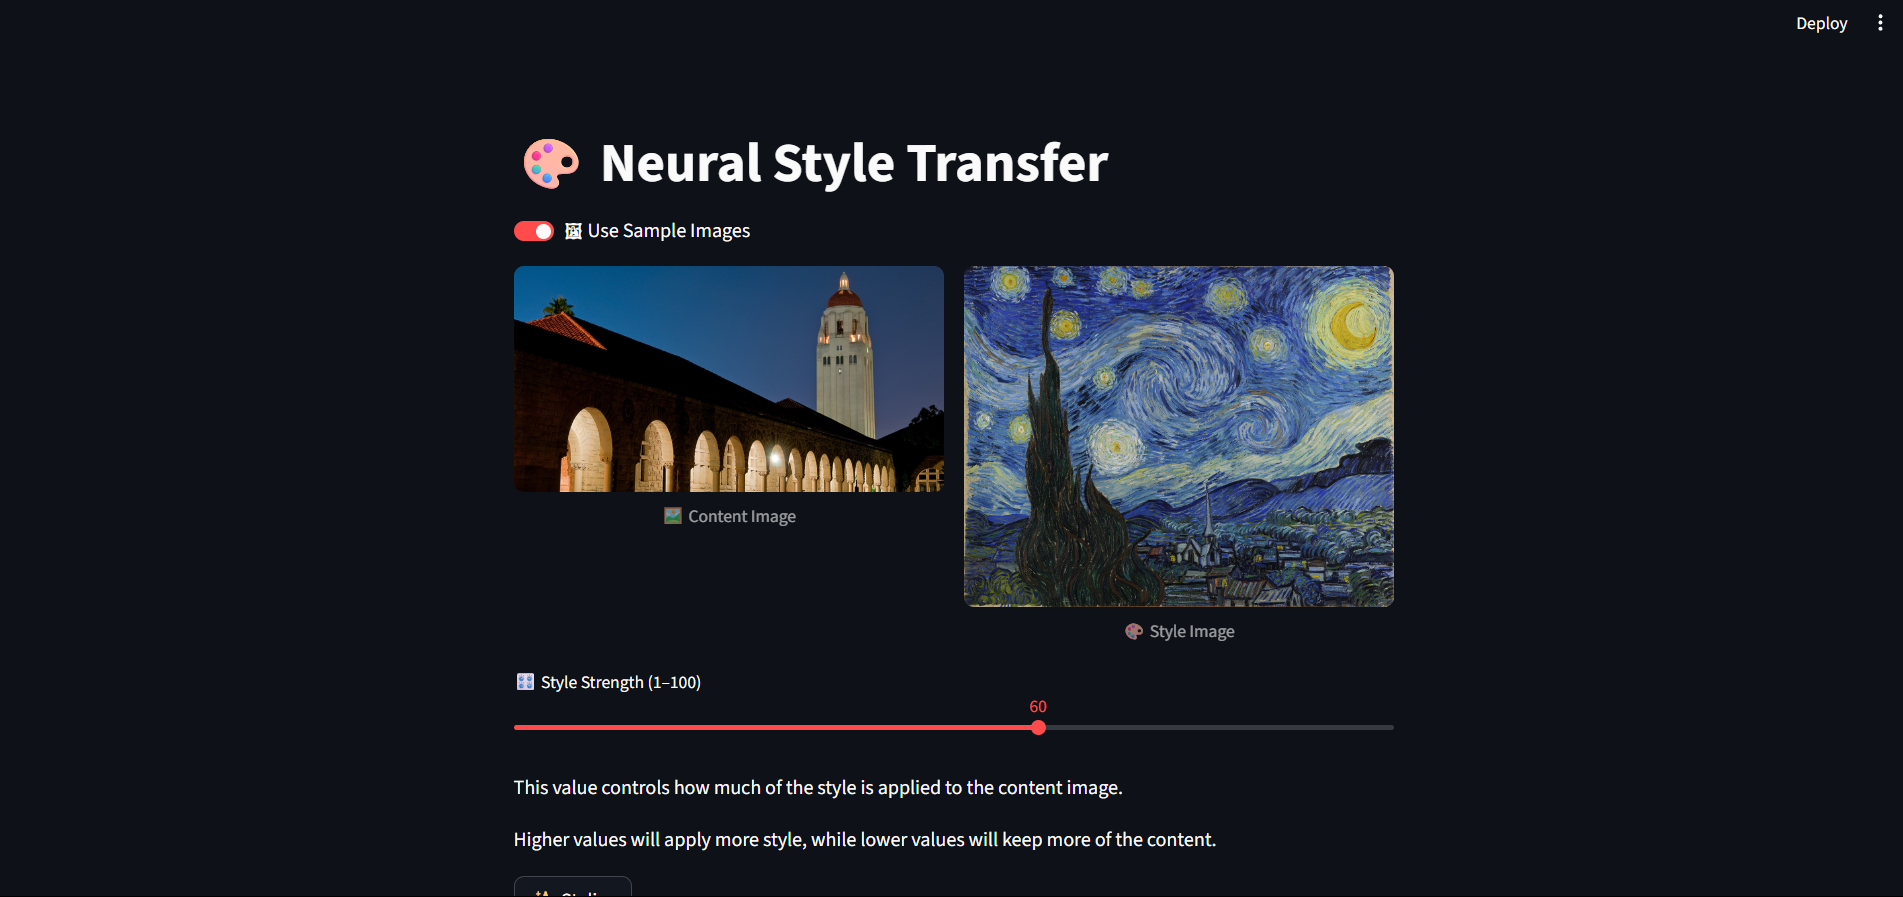 Deploy
Neural Style Transfer
Use Sample Images
Content Image
Style Image
Style Strength (1–100)
60
This value controls how much of the style is applied to the content image.
Higher values will apply more style, while lower values will keep more of the content.